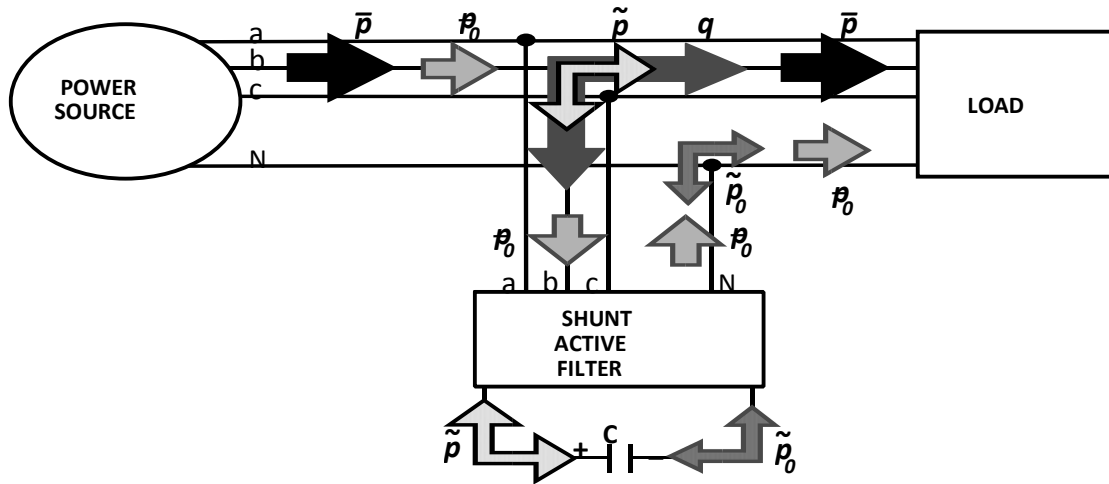 p̅ p̅₀ p̃ q p̅
a
b
c
N
POWER
SOURCE
LOAD
p̃₀
p̅₀
p̅₀ p̅₀
a b c N
SHUNT
ACTIVE
FILTER
p̃ + C − p̃₀